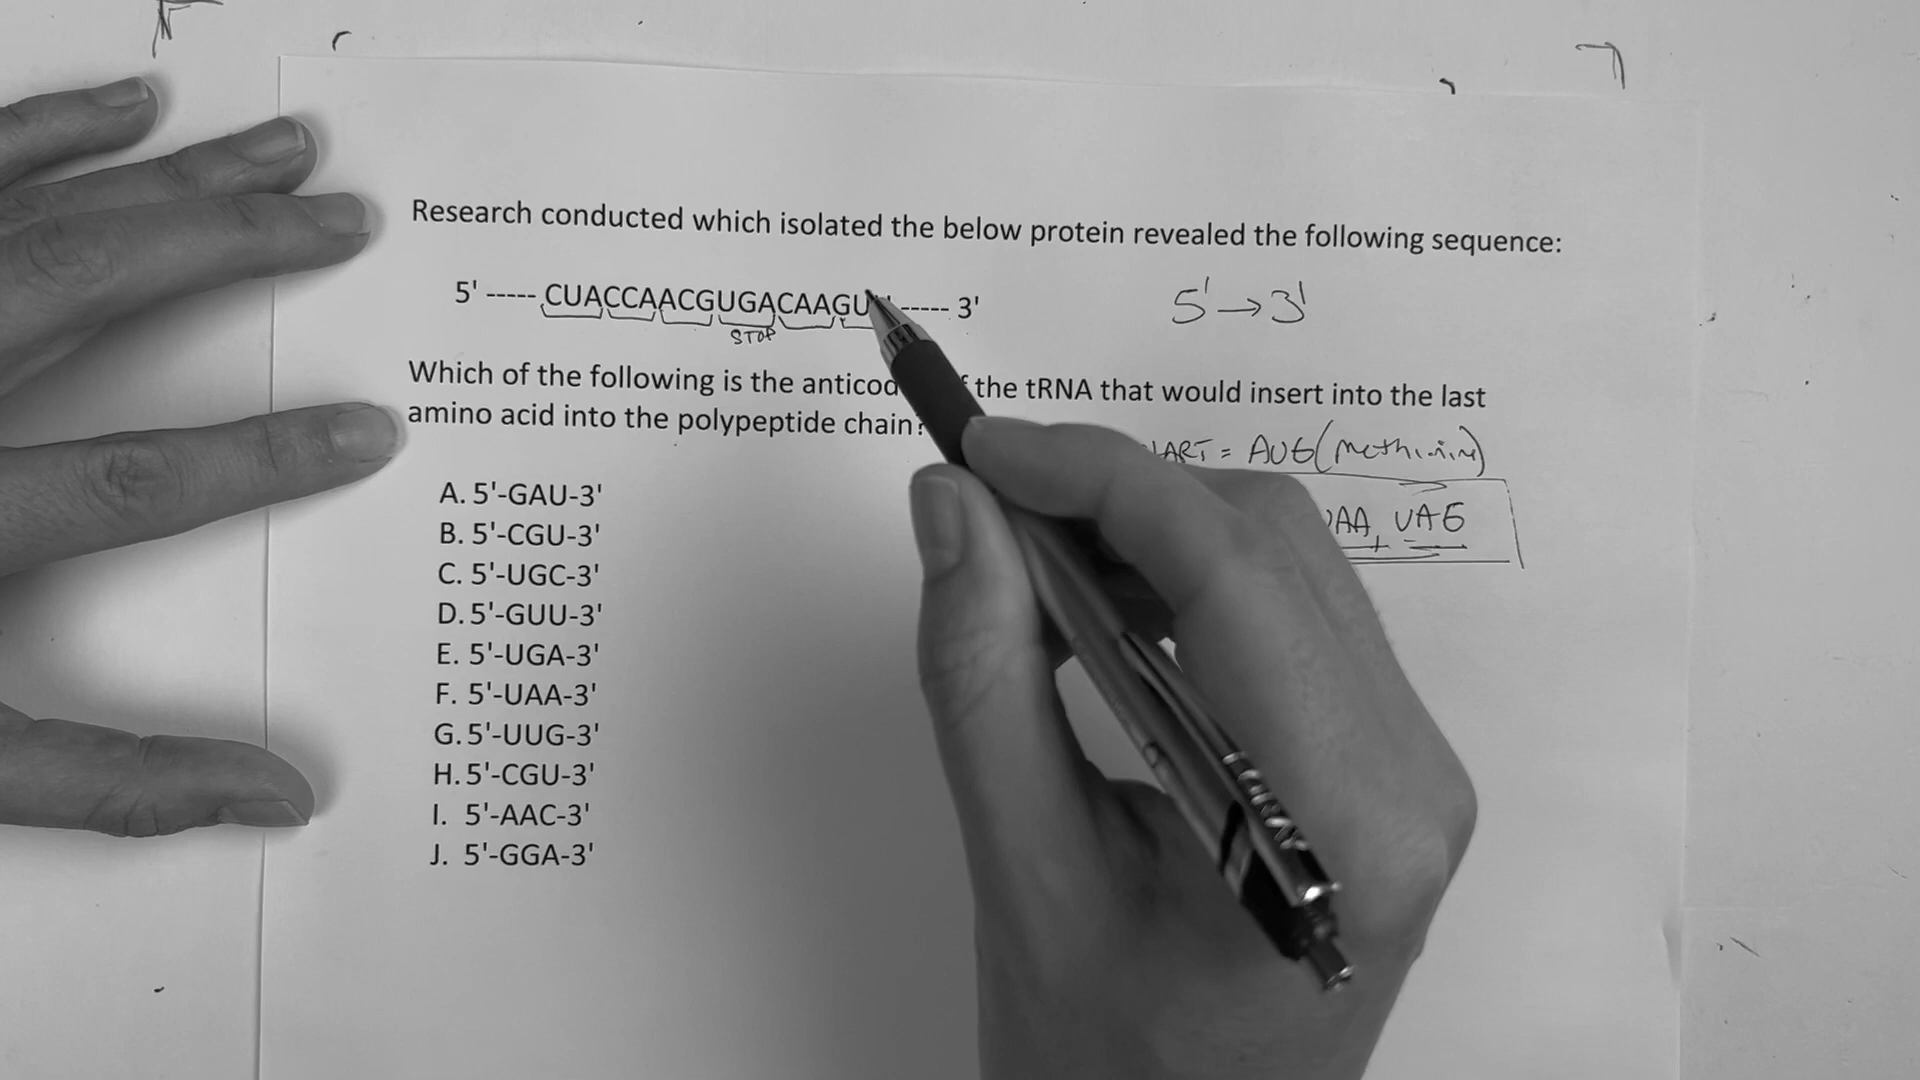 Research conducted which isolated the below protein revealed the following sequence:
5' ----- CUACCAACGUGACAAGU ----- 3'
5' → 3'
STOP
Which of the following is the the tRNA that would insert into the last
amino acid into the polypeptide chain?
= AUG (methionine)
UAG
A. 5'-GAU-3'
B. 5'-CGU-3'
C. 5'-UGC-3'
D. 5'-GUU-3'
E. 5'-UGA-3'
F. 5'-UAA-3'
G. 5'-UUG-3'
H. 5'-CGU-3'
I. 5'-AAC-3'
J. 5'-GGA-3'